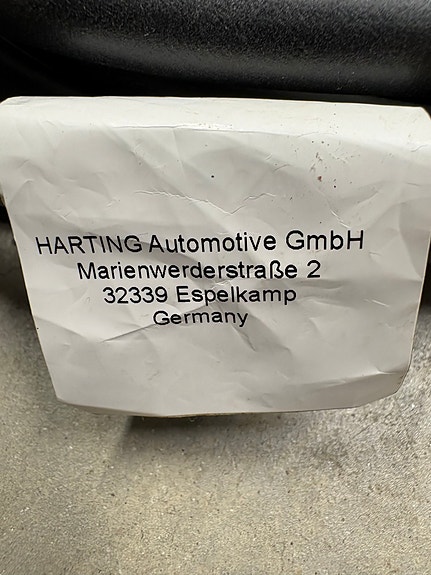 HARTING Automotive GmbH
Marienwerderstraße 2
32339 Espelkamp
Germany